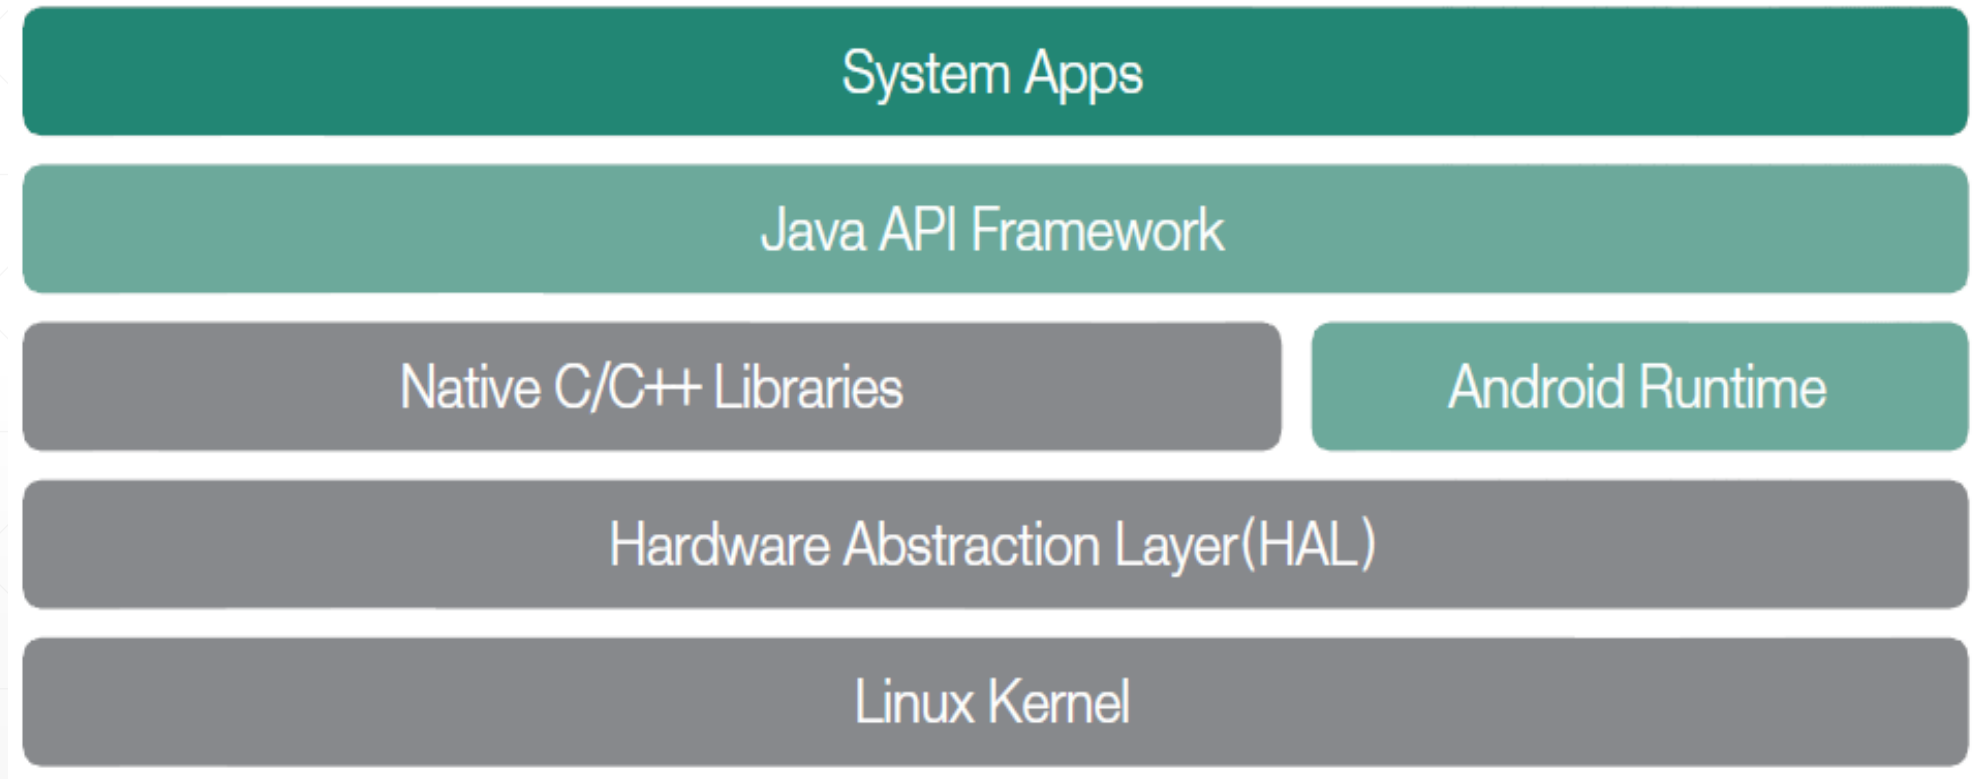 System Apps
Java API Framework
Native C/C++ Libraries
Android Runtime
Hardware Abstraction Layer(HAL)
Linux Kernel